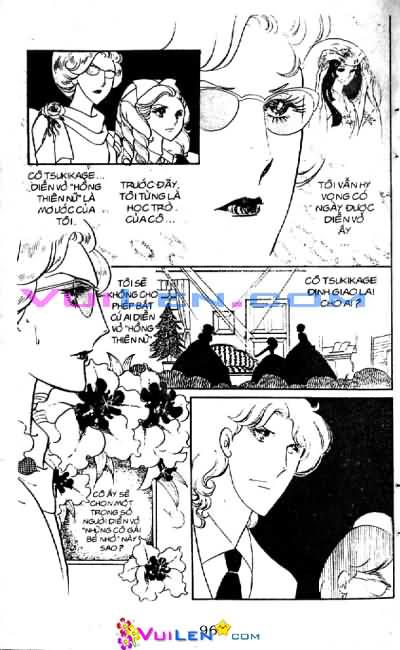 CÔ TSUKIKAGE...
DIỄN VỞ "HỒNG
THIÊN NỮ" LÀ
MƠ ƯỚC CỦA
TÔI.
TRƯỚC ĐÂY,
TÔI TỪNG LÀ
HỌC TRÒ
CỦA CÔ...
TÔI VẪN HY
VỌNG CÓ
NGÀY ĐƯỢC
DIỄN VỞ
ẤY
TÔI SẼ
KHÔNG CHO
PHÉP BẤT
CỨ AI DIỄN
VỞ "HỒNG
THIÊN NỮ"
CÔ TSUKIKAGE
ĐỊNH GIAO LẠI
CHO AI?
VUILEN.COM
CÔ ẤY SẼ
CHỌN MỘT
TRONG SỐ
NGƯỜI DIỄN VỞ
"NHỮNG CÔ GÁI
BÉ NHỎ" NÀY
SAO?
96
VUILEN.COM